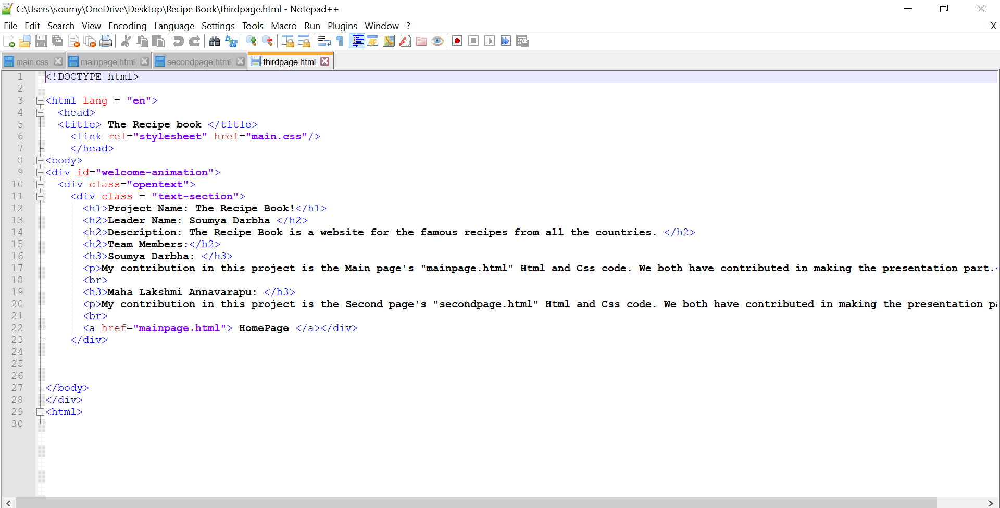 C:\Users\soumy\OneDrive\Desktop\Recipe Book\thirdpage.html - Notepad++
File Edit Search View Encoding Language Settings Tools Macro Run Plugins Window ? X
main.css mainpage.html secondpage.html thirdpage.html
1 <!DOCTYPE html>
2
3 <html lang = "en">
4 <head>
5 <title> The Recipe book </title>
6 <link rel="stylesheet" href="main.css"/>
7 </head>
8 <body>
9 <div id="welcome-animation">
10 <div class="opentext">
11 <div class = "text-section">
12 <h1>Project Name: The Recipe Book!</h1>
13 <h2>Leader Name: Soumya Darbha </h2>
14 <h2>Description: The Recipe Book is a website for the famous recipes from all the countries. </h2>
15 <h2>Team Members:</h2>
16 <h3>Soumya Darbha: </h3>
17 <p>My contribution in this project is the Main page's "mainpage.html" Html and Css code. We both have contributed in making the presentation part.
18 <br>
19 <h3>Maha Lakshmi Annavarapu: </h3>
20 <p>My contribution in this project is the Second page's "secondpage.html" Html and Css code. We both have contributed in making the presentation
21 <br>
22 <a href="mainpage.html"> HomePage </a></div>
23 </div>
24
25
26
27 </body>
28 </div>
29 <html>
30